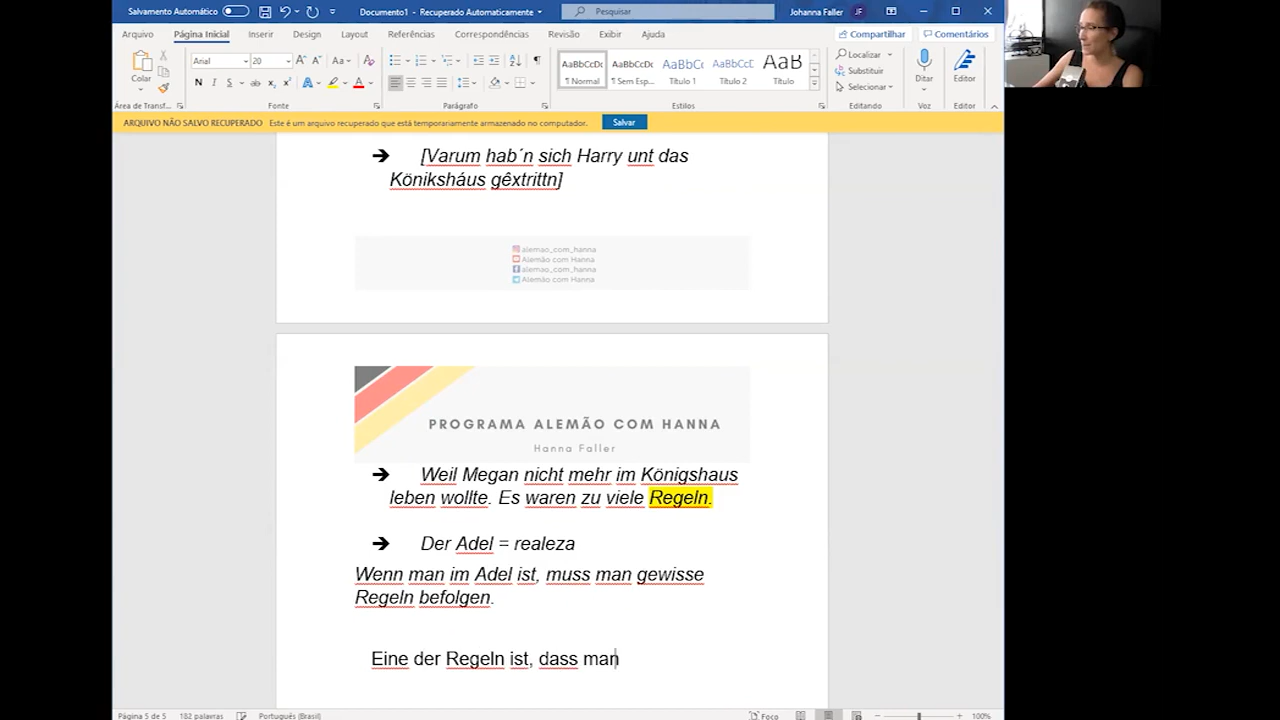 Salvamento Automático
Documento1 - Recuperado Automaticamente
Pesquisar
Johanna Faller
JF
Arquivo
Página Inicial
Inserir
Design
Layout
Referências
Correspondências
Revisão
Exibir
Ajuda
Compartilhar
Comentários
Colar
Arial
20
N I S ab x₂ x²
Aa
AaBbCcDc
AaBbCcDc
AaBbCc
AaBbCcD
AaB
¶ Normal
¶ Sem Esp...
Título 1
Título 2
Título
Localizar
Substituir
Selecionar
Ditar
Editor
Área de Transf...
Fonte
Parágrafo
Estilos
Editando
Voz
Editor
ARQUIVO NÃO SALVO RECUPERADO Este é um arquivo recuperado que está temporariamente armazenado no computador. Salvar
➔ [Varum hab´n sich Harry unt das
Köniksháus gêxtrittn]
alemao_com_hanna
Alemão com Hanna
alemao_com_hanna
Alemão com Hanna
PROGRAMA ALEMÃO COM HANNA
Hanna Faller
➔ Weil Megan nicht mehr im Königshaus
leben wollte. Es waren zu viele Regeln.
➔ Der Adel = realeza
Wenn man im Adel ist, muss man gewisse
Regeln befolgen.
Eine der Regeln ist, dass man
Página 5 de 5
182 palavras
Português (Brasil)
Foco
100%